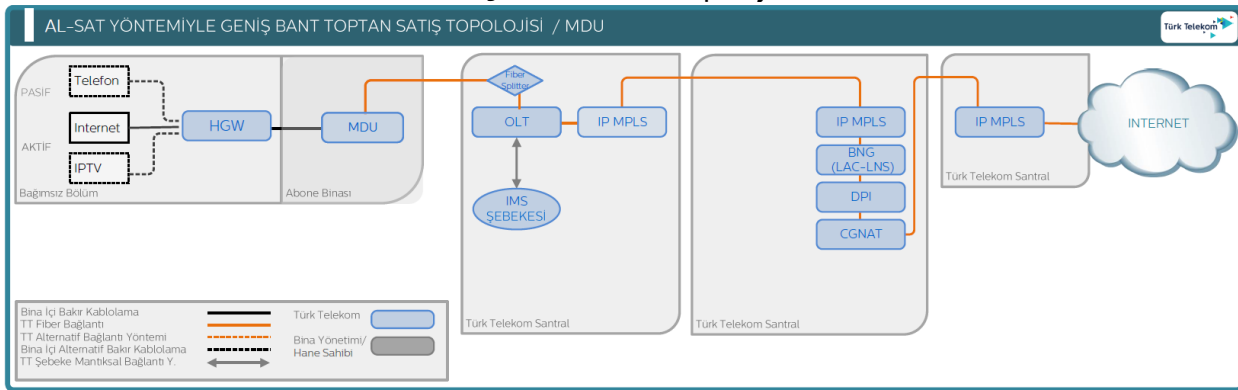 AL-SAT YÖNTEMİYLE GENİŞ BANT TOPTAN SATIŞ TOPOLOJİSİ / MDU
Türk Telekom
PASİF
AKTİF
Telefon
Internet
IPTV
HGW
Bağımsız Bölüm
MDU
Abone Binası
Fiber
Splitter
OLT
IP MPLS
IMS
ŞEBEKESİ
Türk Telekom Santral
IP MPLS
BNG
(LAC-LNS)
DPI
CGNAT
Türk Telekom Santral
IP MPLS
Türk Telekom Santral
INTERNET
Bina İçi Bakır Kablolama
TT Fiber Bağlantı
TT Alternatif Bağlantı Yöntemi
Bina İçi Alternatif Bakır Kablolama
TT Şebeke Mantıksal Bağlantı Y.
Türk Telekom
Bina Yönetimi/
Hane Sahibi